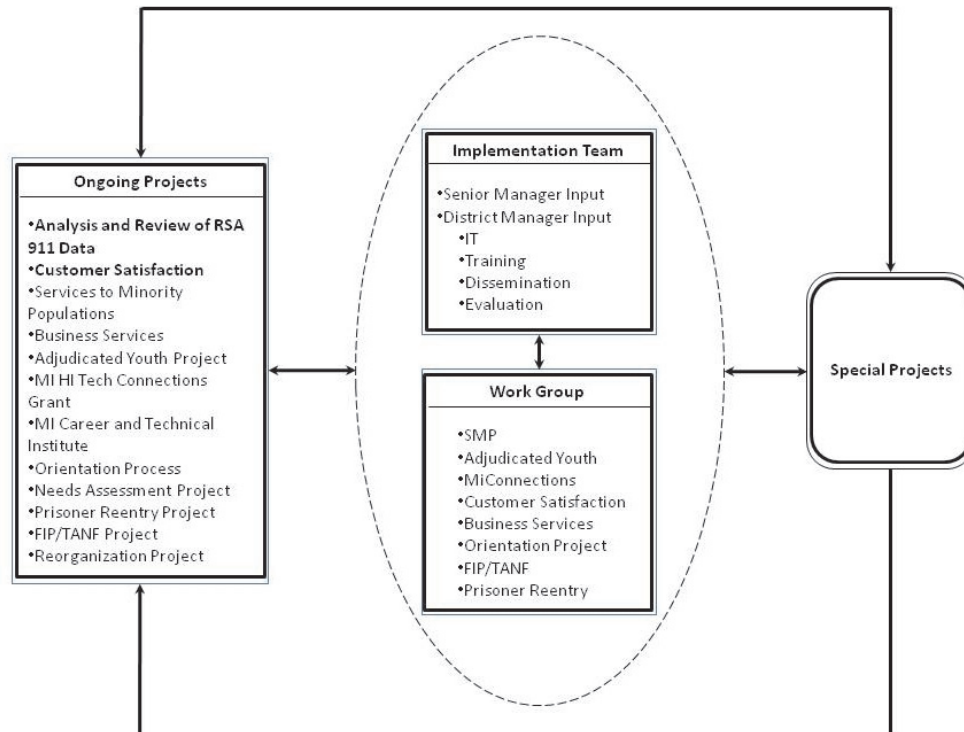 Ongoing Projects
•Analysis and Review of RSA
911 Data
•Customer Satisfaction
•Services to Minority
Populations
•Business Services
•Adjudicated Youth Project
•MI HI Tech Connections
Grant
•MI Career and Technical
Institute
•Orientation Process
•Needs Assessment Project
•Prisoner Reentry Project
•FIP/TANF Project
•Reorganization Project
Implementation Team
•Senior Manager Input
•District Manager Input
•IT
•Training
•Dissemination
•Evaluation
Work Group
•SMP
•Adjudicated Youth
•MiConnections
•Customer Satisfaction
•Business Services
•Orientation Project
•FIP/TANF
•Prisoner Reentry
Special Projects